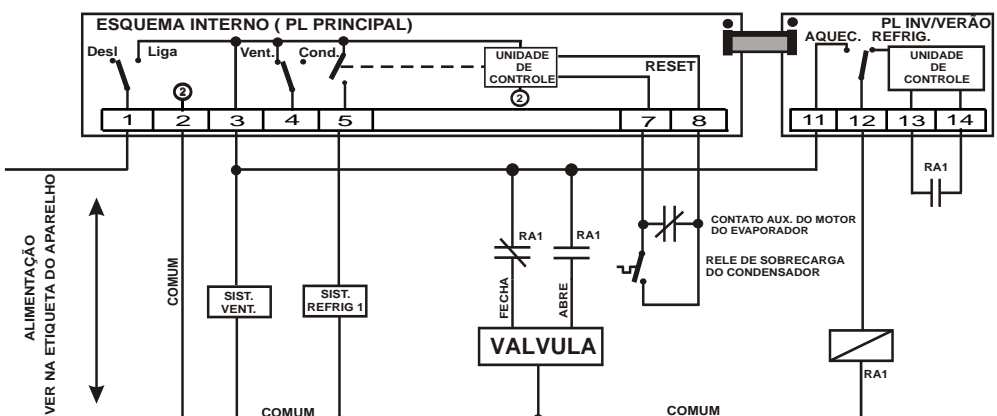 ESQUEMA INTERNO ( PL PRINCIPAL)
PL INV/VERÃO
AQUEC. REFRIG.
Desl
Liga
Vent.
Cond.
UNIDADE
DE
CONTROLE
RESET
UNIDADE
DE
CONTROLE
2
2
1
2
3
4
5
7
8
11
12
13
14
ALIMENTAÇÃO
VER NA ETIQUETA DO APARELHO
COMUM
SIST.
VENT.
SIST.
REFRIG 1
RA1
RA1
FECHA
ABRE
VALVULA
CONTATO AUX. DO MOTOR
DO EVAPORADOR
RELE DE SOBRECARGA
DO CONDENSADOR
RA1
RA1
COMUM
COMUM